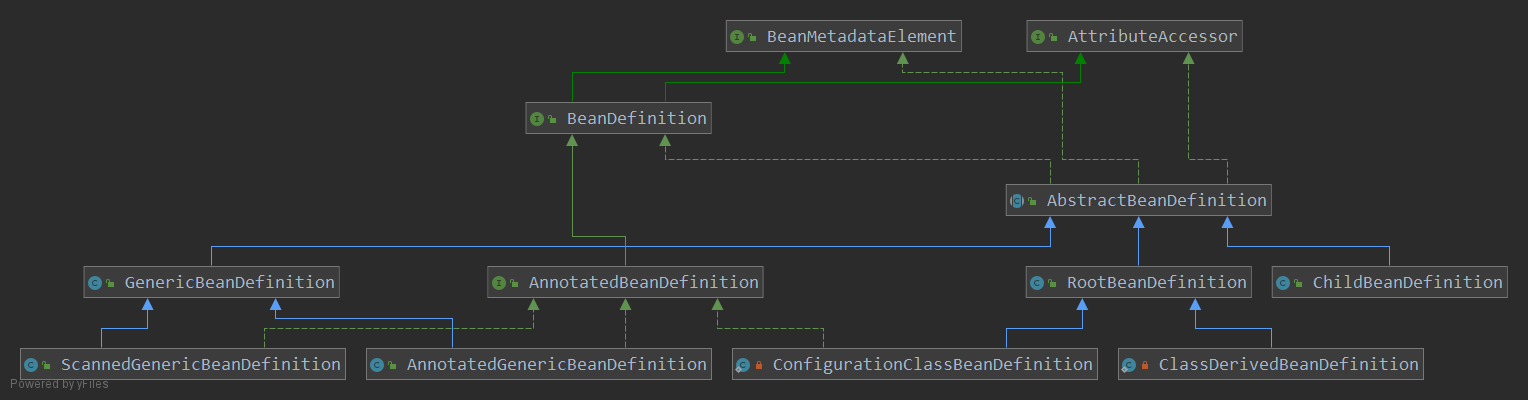 BeanMetadataElement
AttributeAccessor
BeanDefinition
AbstractBeanDefinition
GenericBeanDefinition
AnnotatedBeanDefinition
RootBeanDefinition
ChildBeanDefinition
ScannedGenericBeanDefinition
AnnotatedGenericBeanDefinition
ConfigurationClassBeanDefinition
ClassDerivedBeanDefinition
Powered by yFiles